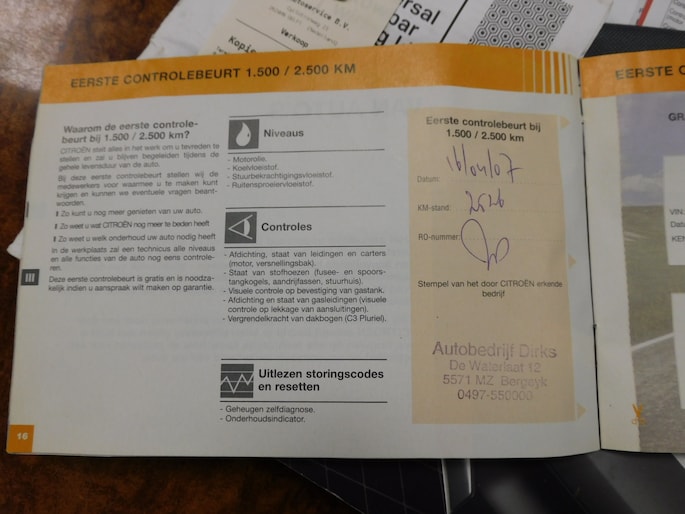 Autoservice B.V.
Verkoop
EERSTE CONTROLEBEURT 1.500 / 2.500 KM
Waarom de eerste controle-
beurt bij 1.500 / 2.500 km?
CITROËN stelt alles in het werk om u tevreden te
stellen en zal u blijven begeleiden tijdens de
gehele levensduur van de auto.
Bij deze eerste controlebeurt stellen wij de
medewerkers voor waarmee u te maken kunt
krijgen en kunnen we eventuele vragen beant-
woorden.
Zo kunt u nog meer genieten van uw auto.
Zo weet u wat CITROËN nog meer te bieden heeft
Zo weet u welk onderhoud uw auto nodig heeft
In de werkplaats zal een technicus alle niveaus
en alle functies van de auto nog eens controle-
ren.
Deze eerste controlebeurt is gratis en is noodza-
kelijk indien u aanspraak wilt maken op garantie.
III
16
Niveaus
- Motorolie.
- Koelvloeistof.
- Stuurbekrachtigingsvloeistof.
- Ruitensproeiervloeistof.
Controles
- Afdichting, staat van leidingen en carters
(motor, versnellingsbak).
- Staat van stofhoezen (fusee- en spoors-
tangkogels, aandrijfassen, stuurhuis).
- Visuele controle op bevestiging van gastank.
- Afdichting en staat van gasleidingen (visuele
controle op lekkage van aansluitingen).
- Vergrendelkracht van dakbogen (C3 Pluriel).
Uitlezen storingscodes
en resetten
- Geheugen zelfdiagnose.
- Onderhoudsindicator.
Eerste controlebeurt bij
1.500 / 2.500 km
Datum: 16/04/07
KM-stand: 2526
RO-nummer:
Stempel van het door CITROËN erkende
bedrijf
Autobedrijf Dirks
De Waterlaat 12
5571 MZ Bergeyk
0497-550000
EERSTE C
GR
VIN:
KEN